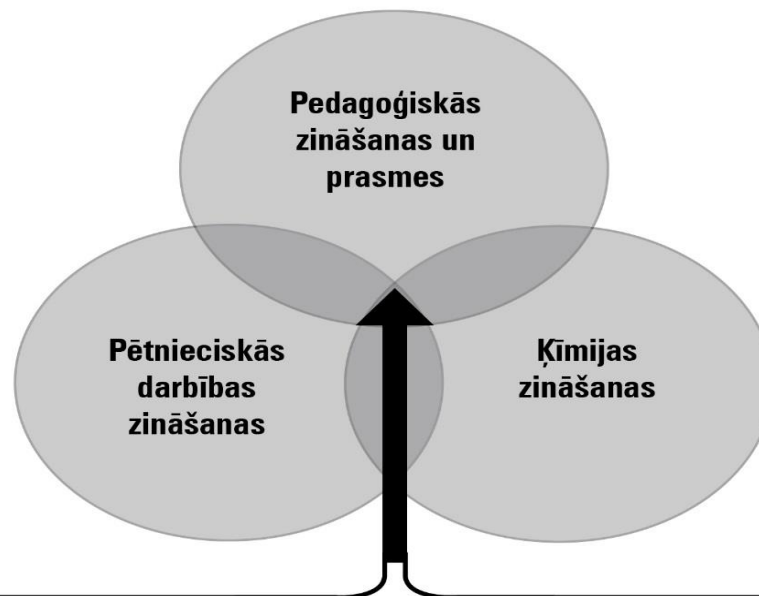 Pedagoģiskās
zināšanas un
prasmes
Pētnieciskās
darbības
zināšanas
Ķīmijas
zināšanas